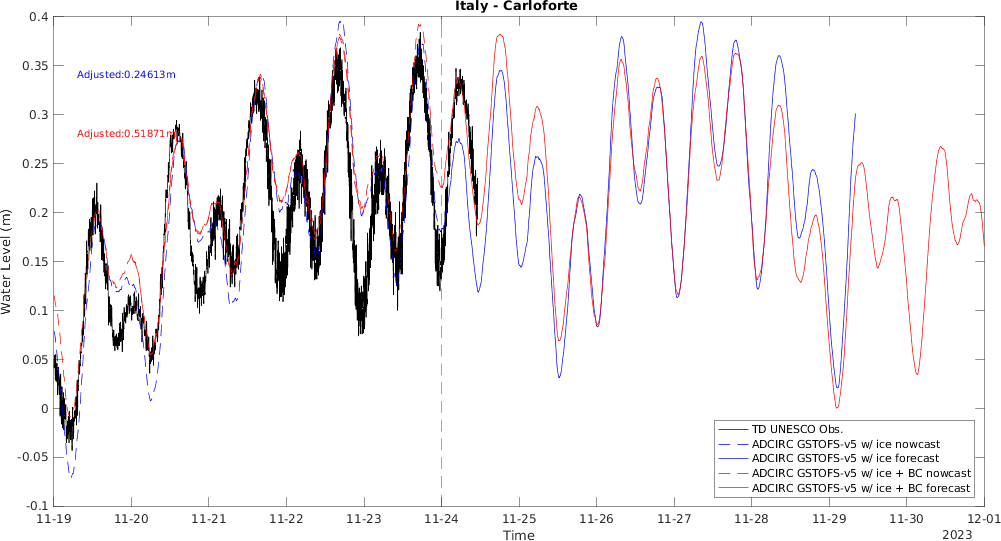 Italy - Carloforte
Adjusted:0.24613m
Adjusted:0.51871m
Water Level (m)
0.4
0.35
0.3
0.25
0.2
0.15
0.1
0.05
0
-0.05
-0.1
TD UNESCO Obs.
ADCIRC GSTOFS-v5 w/ ice nowcast
ADCIRC GSTOFS-v5 w/ ice forecast
ADCIRC GSTOFS-v5 w/ ice + BC nowcast
ADCIRC GSTOFS-v5 w/ ice + BC forecast
11-19 11-20 11-21 11-22 11-23 11-24 11-25 11-26 11-27 11-28 11-29 11-30 12-01
Time
2023